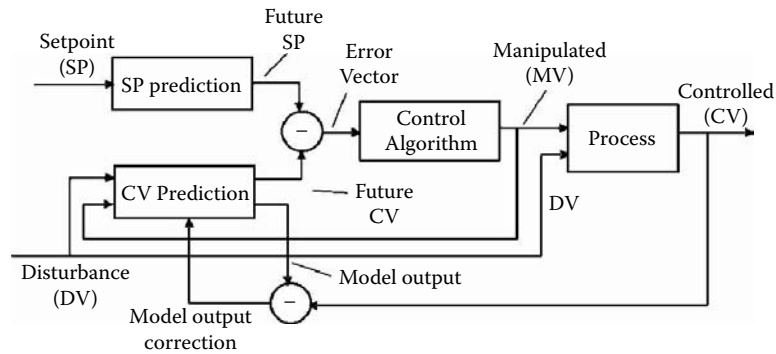 Future
SP
Setpoint
(SP)
SP prediction
Error
Vector
Manipulated
(MV)
Controlled
(CV)
Control
Algorithm
Process
CV Prediction
Future
CV
DV
Disturbance
(DV)
Model output
Model output
correction